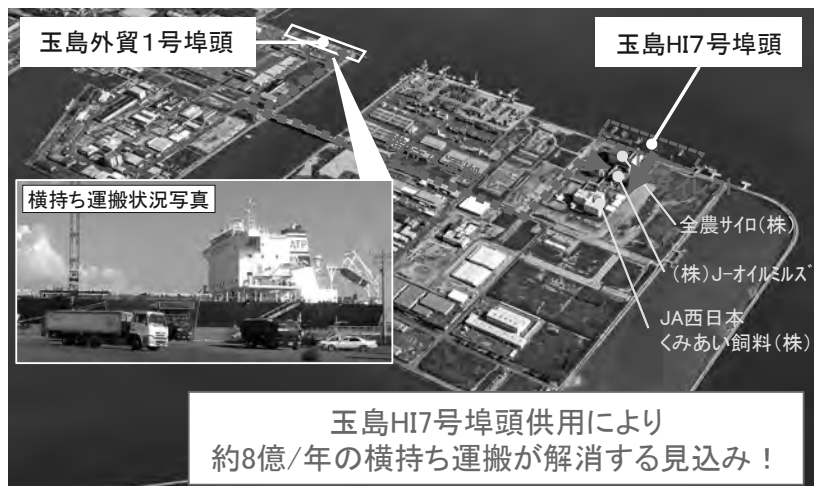 玉島外貿１号埠頭
玉島HI7号埠頭
横持ち運搬状況写真
ATP
全農サイロ(株)
(株)J-オイルミルズ
JA西日本
くみあい飼料(株)
玉島HI7号埠頭供用により
約8億/年の横持ち運搬が解消する見込み！